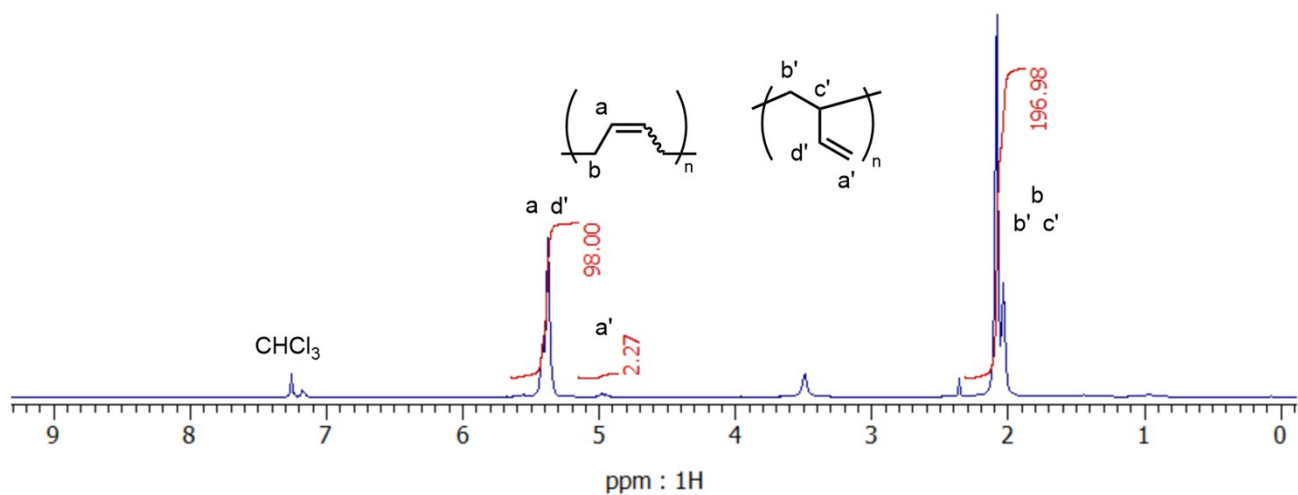 b'
c'
a
d'
b
n
n
a'
196.98
a d'
b
b' c'
98.00
a'
2.27
CHCl3
9 8 7 6 5 4 3 2 1 0
ppm : 1H